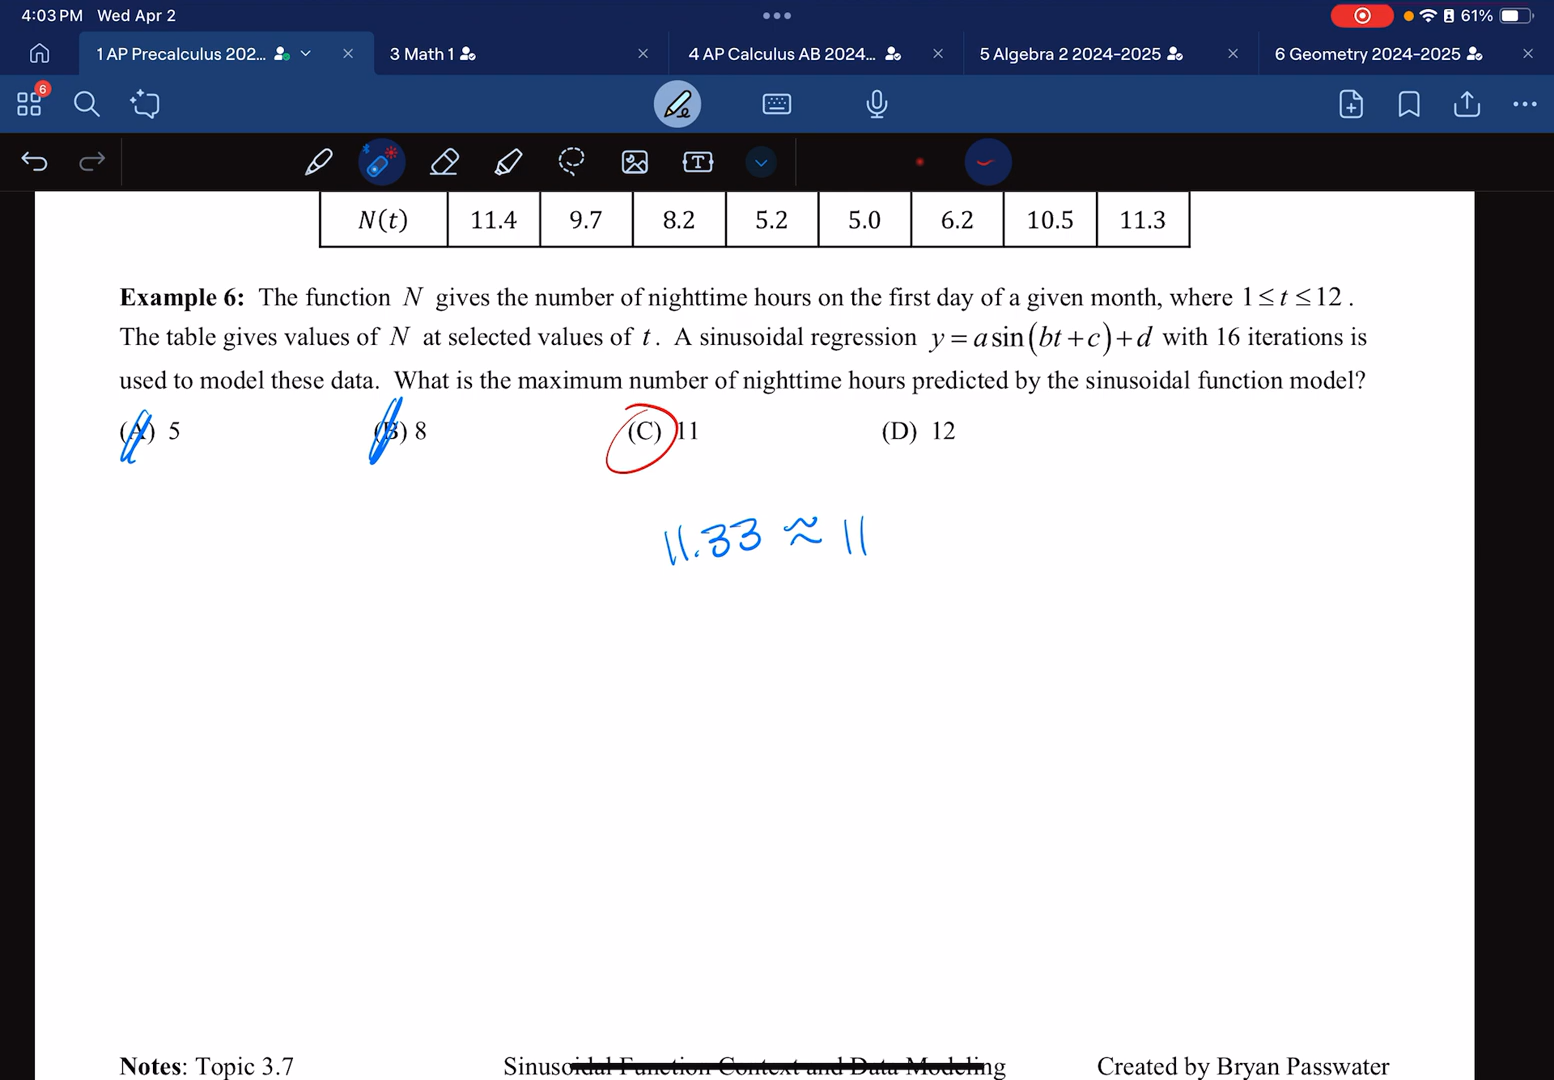 4:03 PM Wed Apr 2
61%
1 AP Precalculus 202...
3 Math 1
4 AP Calculus AB 2024...
5 Algebra 2 2024-2025
6 Geometry 2024-2025
6
N(t) 11.4 9.7 8.2 5.2 5.0 6.2 10.5 11.3
Example 6: The function N gives the number of nighttime hours on the first day of a given month, where 1 ≤ t ≤ 12 .
The table gives values of N at selected values of t . A sinusoidal regression y = a sin(bt + c) + d with 16 iterations is
used to model these data. What is the maximum number of nighttime hours predicted by the sinusoidal function model?
(A) 5 (B) 8 (C) 11 (D) 12
11.33 ≈ 11
Notes: Topic 3.7 Sinusoidal Function Context and Data Modeling Created by Bryan Passwater